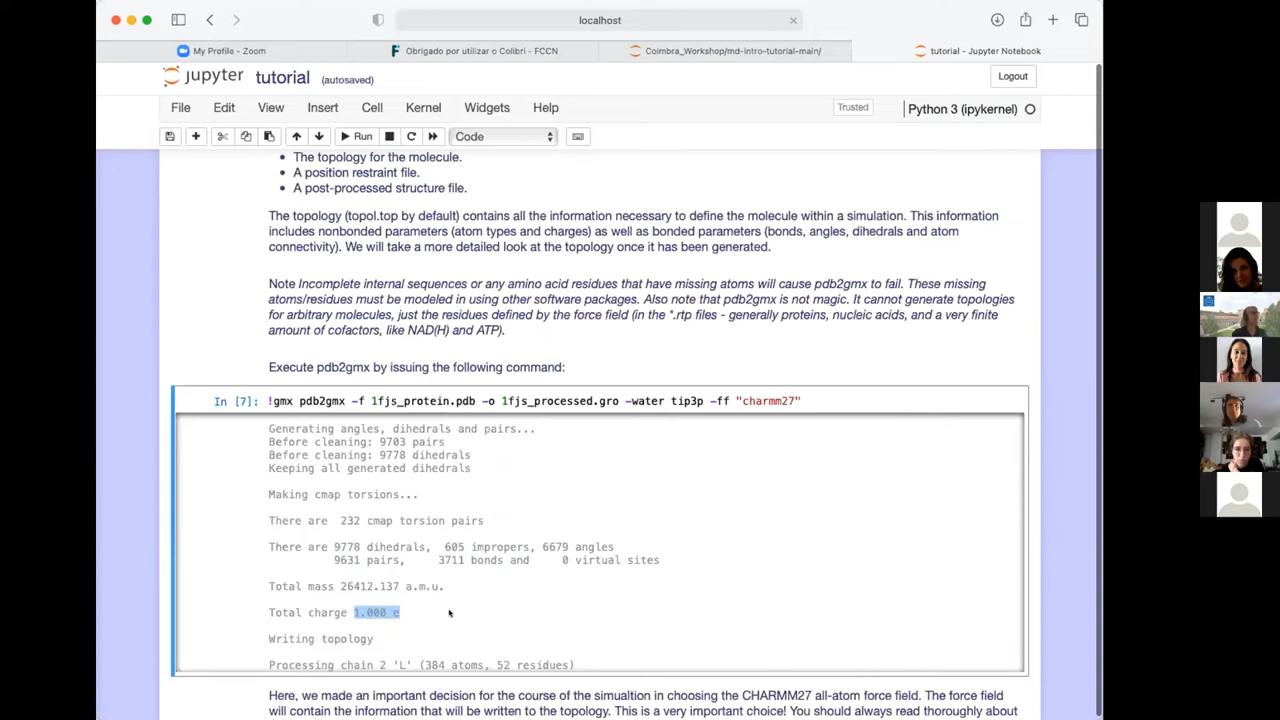 localhost
My Profile - Zoom
Obrigado por utilizar o Colibri - FCCN
Coimbra_Workshop/md-intro-tutorial-main/
tutorial - Jupyter Notebook
jupyter tutorial (autosaved)
Logout
File Edit View Insert Cell Kernel Widgets Help
Trusted
Python 3 (ipykernel)
Run
Code
• The topology for the molecule.
• A position restraint file.
• A post-processed structure file.
The topology (topol.top by default) contains all the information necessary to define the molecule within a simulation. This information
includes nonbonded parameters (atom types and charges) as well as bonded parameters (bonds, angles, dihedrals and atom
connectivity). We will take a more detailed look at the topology once it has been generated.
Note Incomplete internal sequences or any amino acid residues that have missing atoms will cause pdb2gmx to fail. These missing
atoms/residues must be modeled in using other software packages. Also note that pdb2gmx is not magic. It cannot generate topologies
for arbitrary molecules, just the residues defined by the force field (in the *.rtp files - generally proteins, nucleic acids, and a very finite
amount of cofactors, like NAD(H) and ATP).
Execute pdb2gmx by issuing the following command:
In [7]: !gmx pdb2gmx -f 1fjs_protein.pdb -o 1fjs_processed.gro -water tip3p -ff "charmm27"
Generating angles, dihedrals and pairs...
Before cleaning: 9703 pairs
Before cleaning: 9778 dihedrals
Keeping all generated dihedrals
Making cmap torsions...
There are 232 cmap torsion pairs
There are 9778 dihedrals, 605 impropers, 6679 angles
9631 pairs, 3711 bonds and 0 virtual sites
Total mass 26412.137 a.m.u.
Total charge 1.000 e
Writing topology
Processing chain 2 'L' (384 atoms, 52 residues)
Here, we made an important decision for the course of the simualtion in choosing the CHARMM27 all-atom force field. The force field
will contain the information that will be written to the topology. This is a very important choice! You should always read thoroughly about